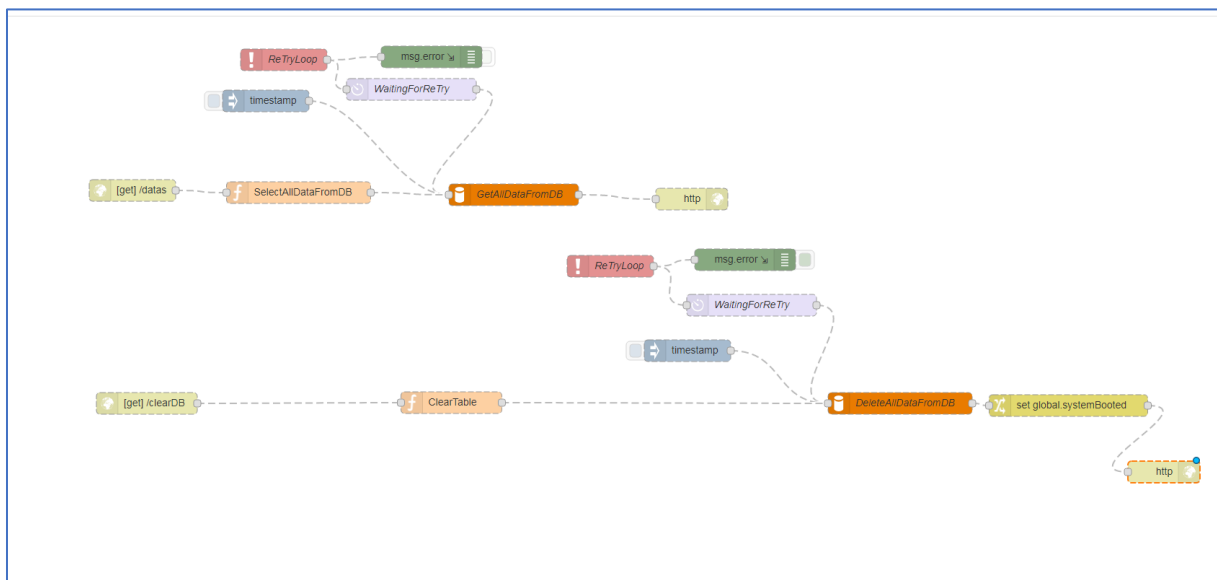 ReTryLoop
msg.error
WaitingForReTry
timestamp
[get] /datas
SelectAllDataFromDB
GetAllDataFromDB
http
ReTryLoop
msg.error
WaitingForReTry
timestamp
[get] /clearDB
ClearTable
DeleteAllDataFromDB
set global.systemBooted
http